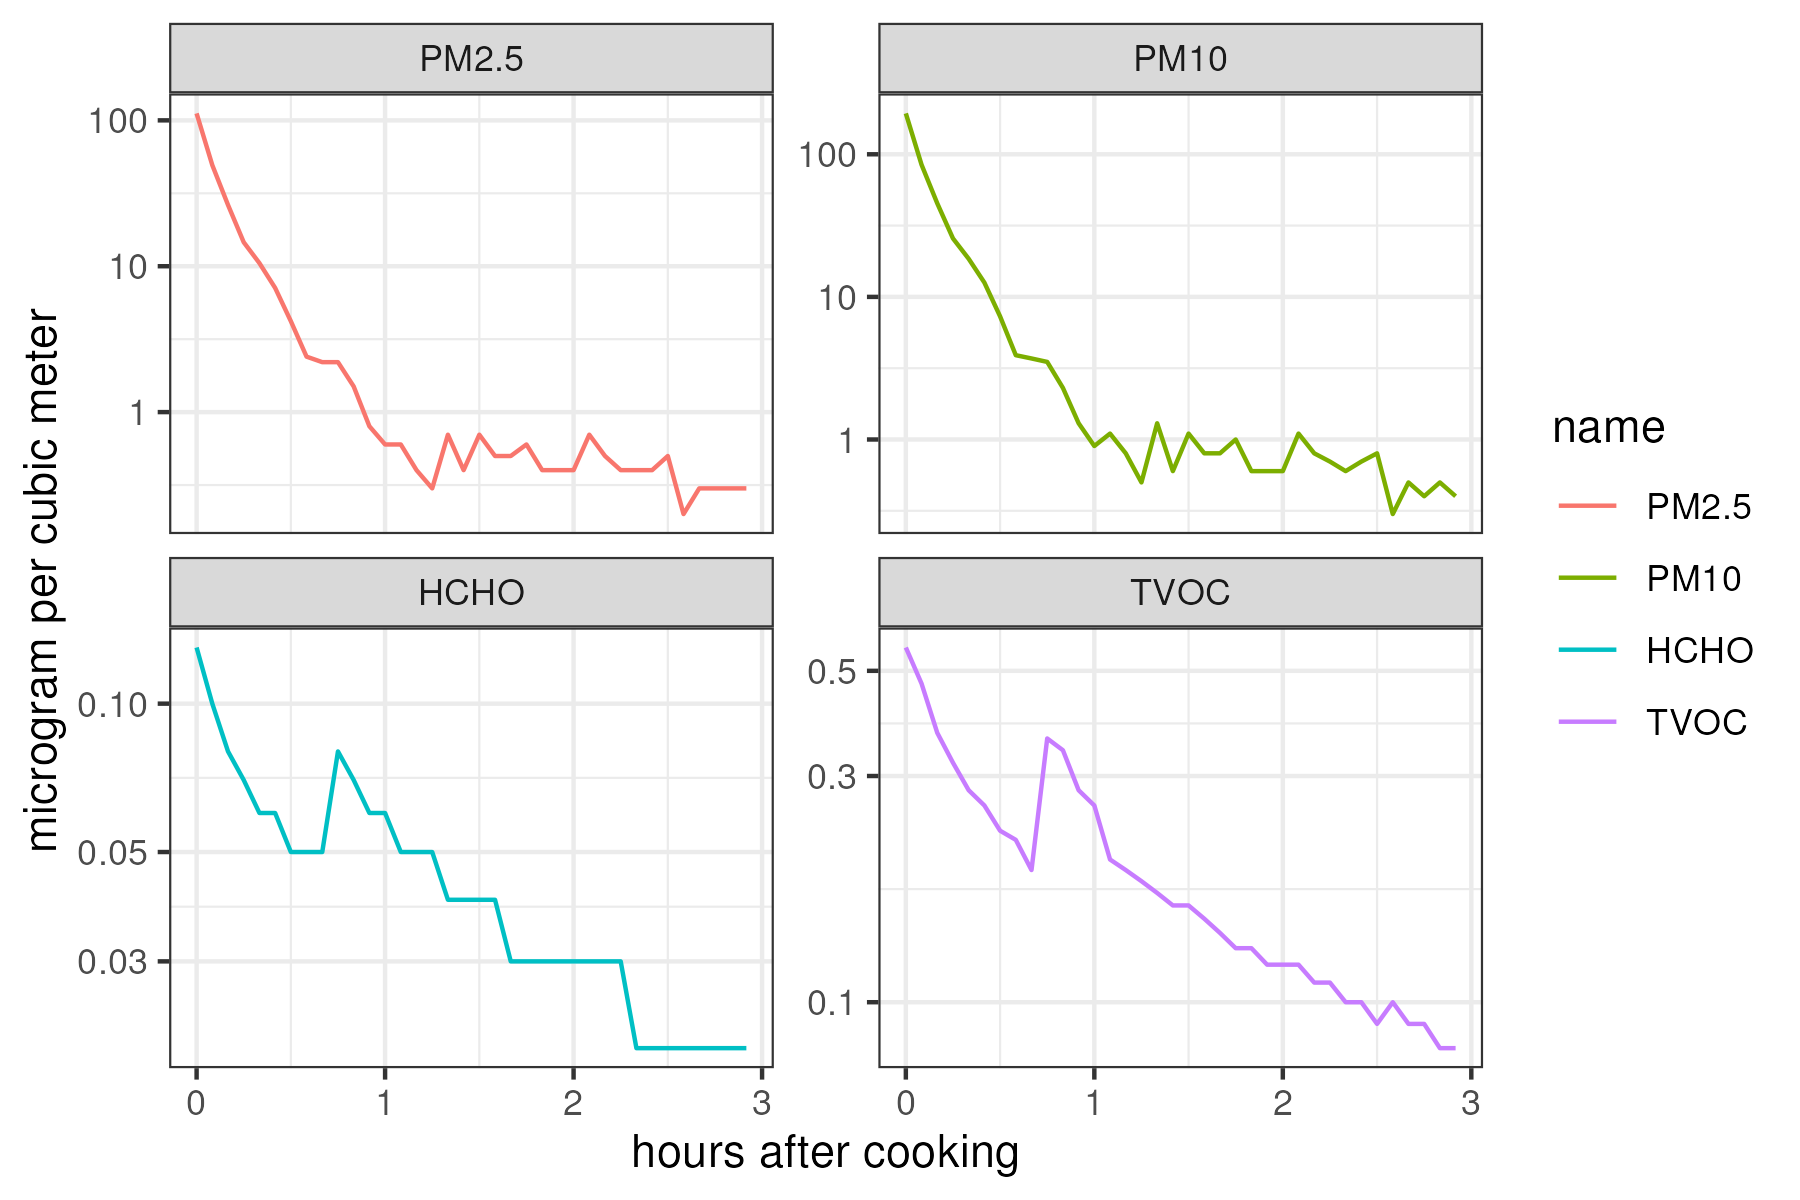 PM2.5
PM10
100
10
1
100
10
1
HCHO
TVOC
0.10
0.05
0.03
0.5
0.3
0.1
0 1 2 3
0 1 2 3
hours after cooking
microgram per cubic meter
name
PM2.5
PM10
HCHO
TVOC